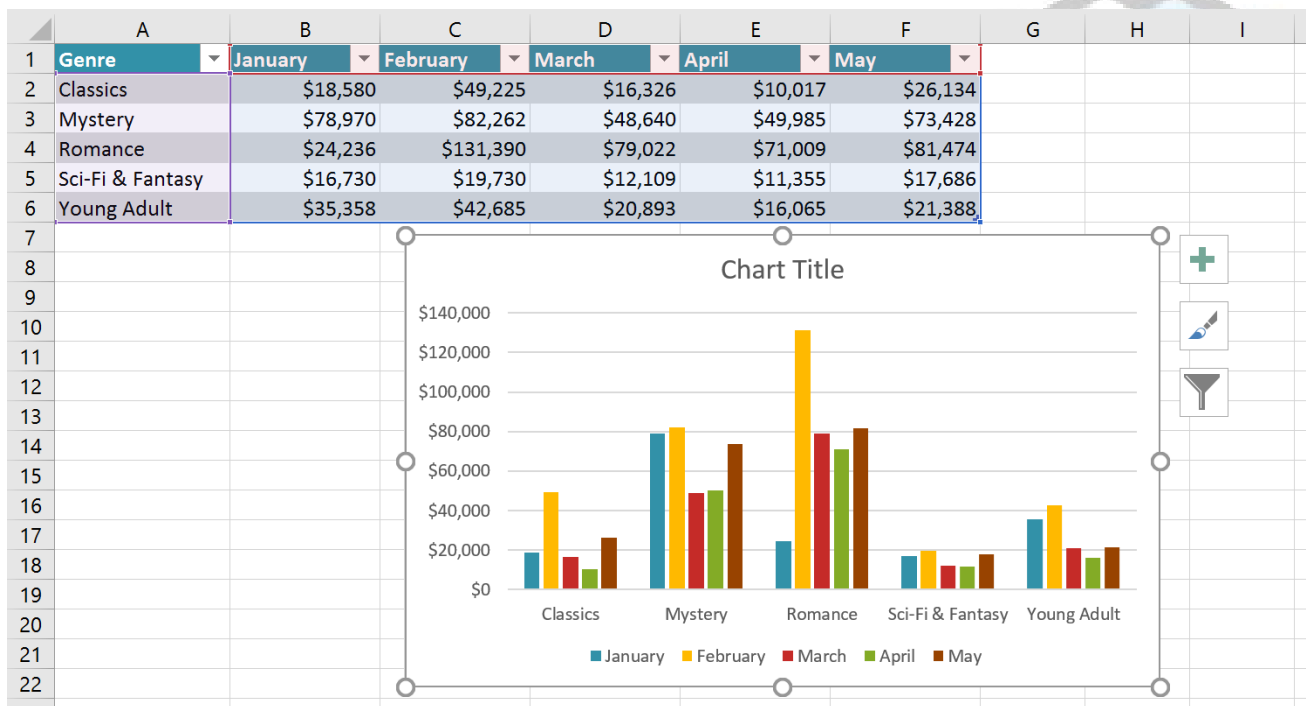 A B C D E F G H I
1 Genre January February March April May
2 Classics $18,580 $49,225 $16,326 $10,017 $26,134
3 Mystery $78,970 $82,262 $48,640 $49,985 $73,428
4 Romance $24,236 $131,390 $79,022 $71,009 $81,474
5 Sci-Fi & Fantasy $16,730 $19,730 $12,109 $11,355 $17,686
6 Young Adult $35,358 $42,685 $20,893 $16,065 $21,388
7
8 Chart Title
9
10 $140,000
11 $120,000
12 $100,000
13
14 $80,000
15 $60,000
16 $40,000
17
18 $20,000
19 $0
20 Classics Mystery Romance Sci-Fi & Fantasy Young Adult
21 January February March April May
22